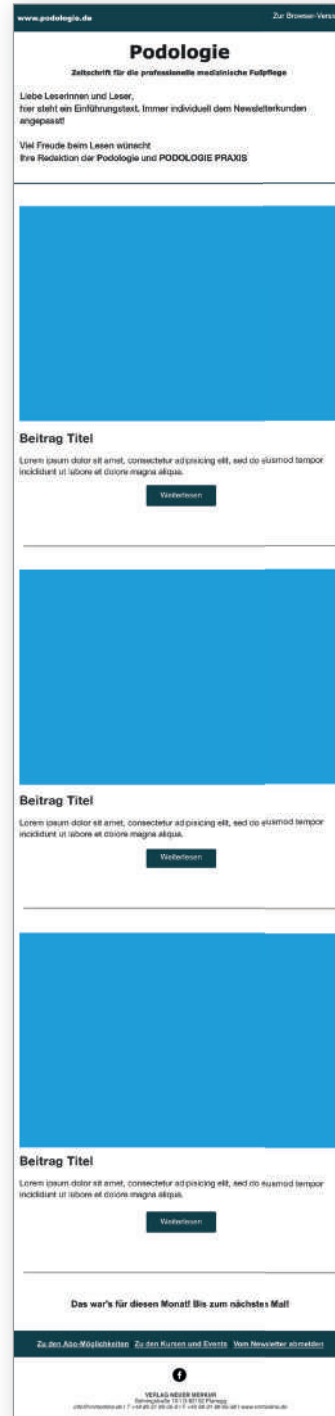 www.podologie.de
Zur Browser-Vers
Podologie
Zeitschrift für die professionelle medizinische Fußpflege
Liebe Leserinnen und Leser,
hier steht ein Einführungstext. Immer individuell dem Newsletterkunden
angepasst!
Viel Freude beim Lesen wünscht
Ihre Redaktion der Podologie und PODOLOGIE PRAXIS
Beitrag Titel
Lorem ipsum dolor sit amet, consectetur adipisicing elit, sed do eiusmod tempor
incididunt ut labore et dolore magna aliqua.
Weiterlesen
Beitrag Titel
Lorem ipsum dolor sit amet, consectetur adipisicing elit, sed do eiusmod tempor
incididunt ut labore et dolore magna aliqua.
Weiterlesen
Beitrag Titel
Lorem ipsum dolor sit amet, consectetur adipisicing elit, sed do eiusmod tempor
incididunt ut labore et dolore magna aliqua.
Weiterlesen
Das war's für diesen Monat! Bis zum nächstes Mal!
Zu den Abo-Möglichkeiten Zu den Kursen und Events Vom Newsletter abmelden
VERLAG NEUER MERKUR